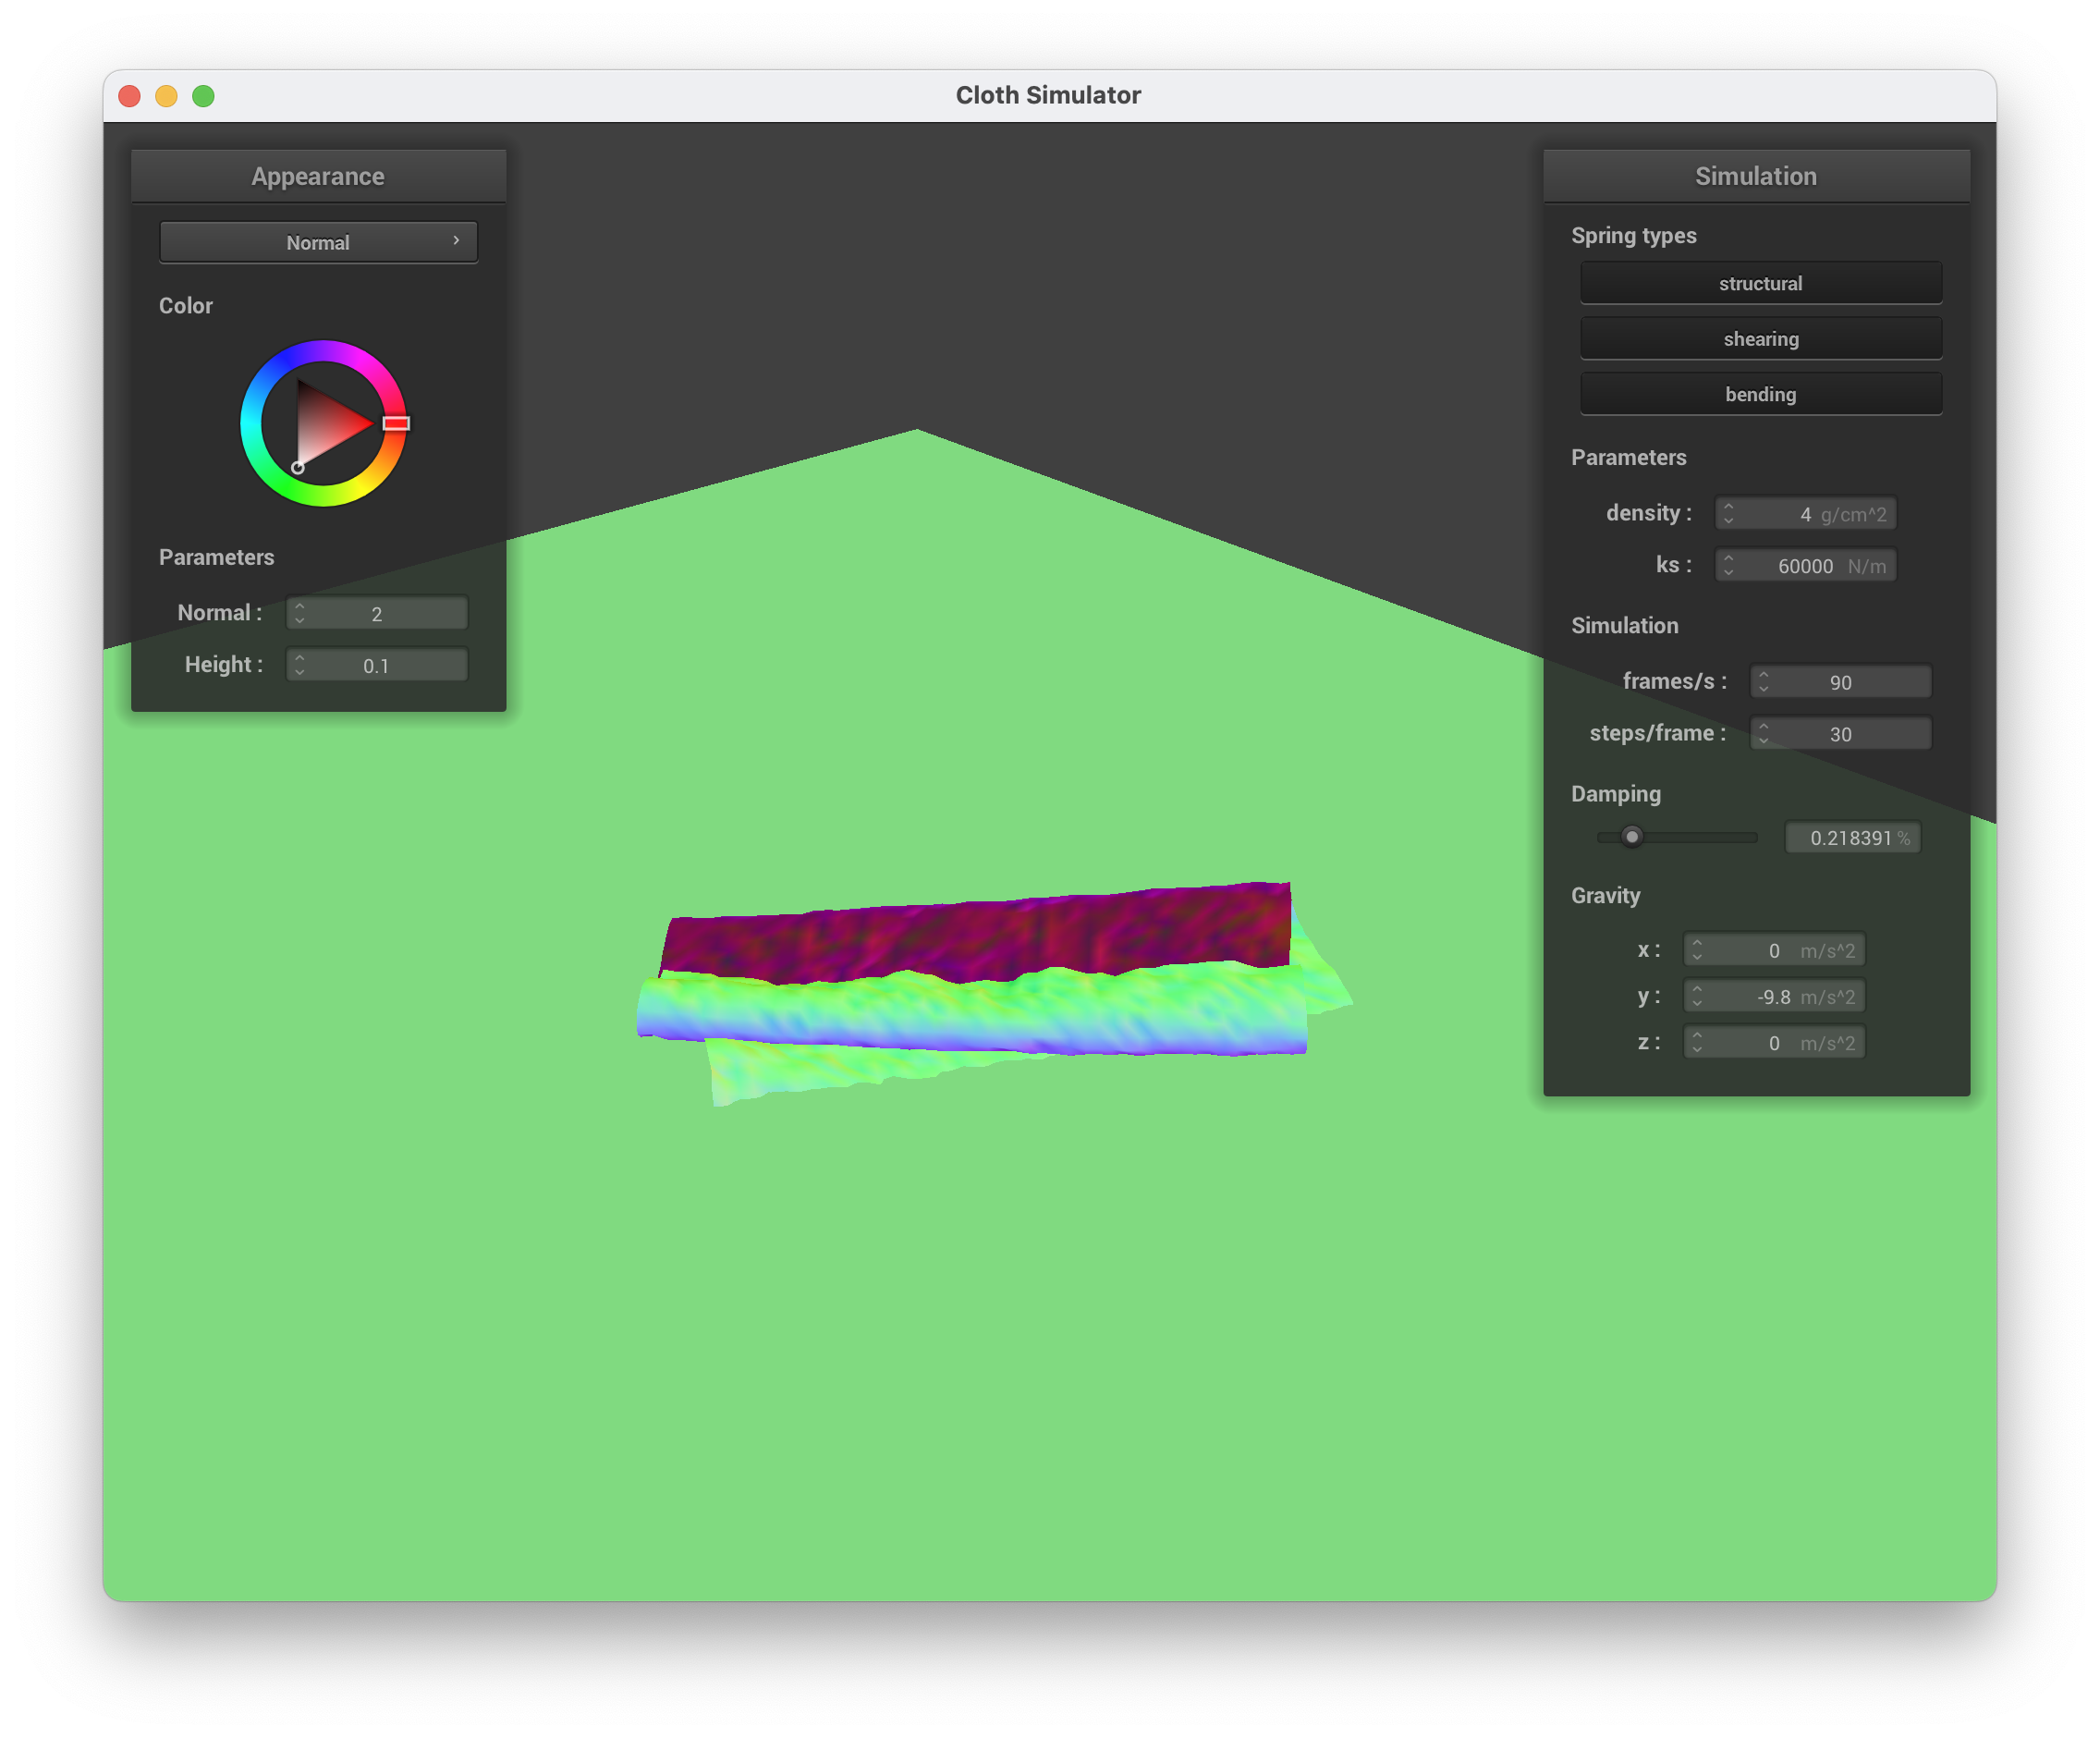 Cloth Simulator
Appearance
Normal
Color
Parameters
Normal : 2
Height : 0.1
Simulation
Spring types
structural
shearing
bending
Parameters
density : 4 g/cm^2
ks : 60000 N/m
Simulation
frames/s : 90
steps/frame : 30
Damping
0.218391 %
Gravity
x : 0 m/s^2
y : -9.8 m/s^2
z : 0 m/s^2